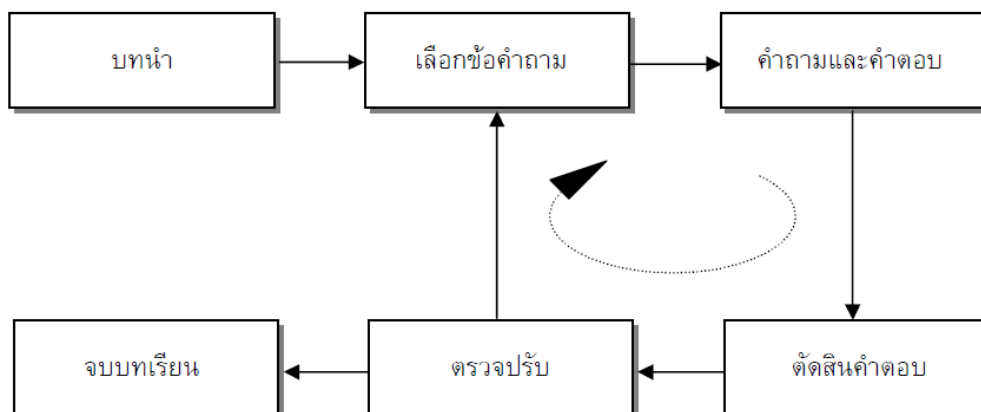 บทนำ
เลือกข้อคำถาม
คำถามและคำตอบ
จบบทเรียน
ตรวจปรับ
ตัดสินคำตอบ